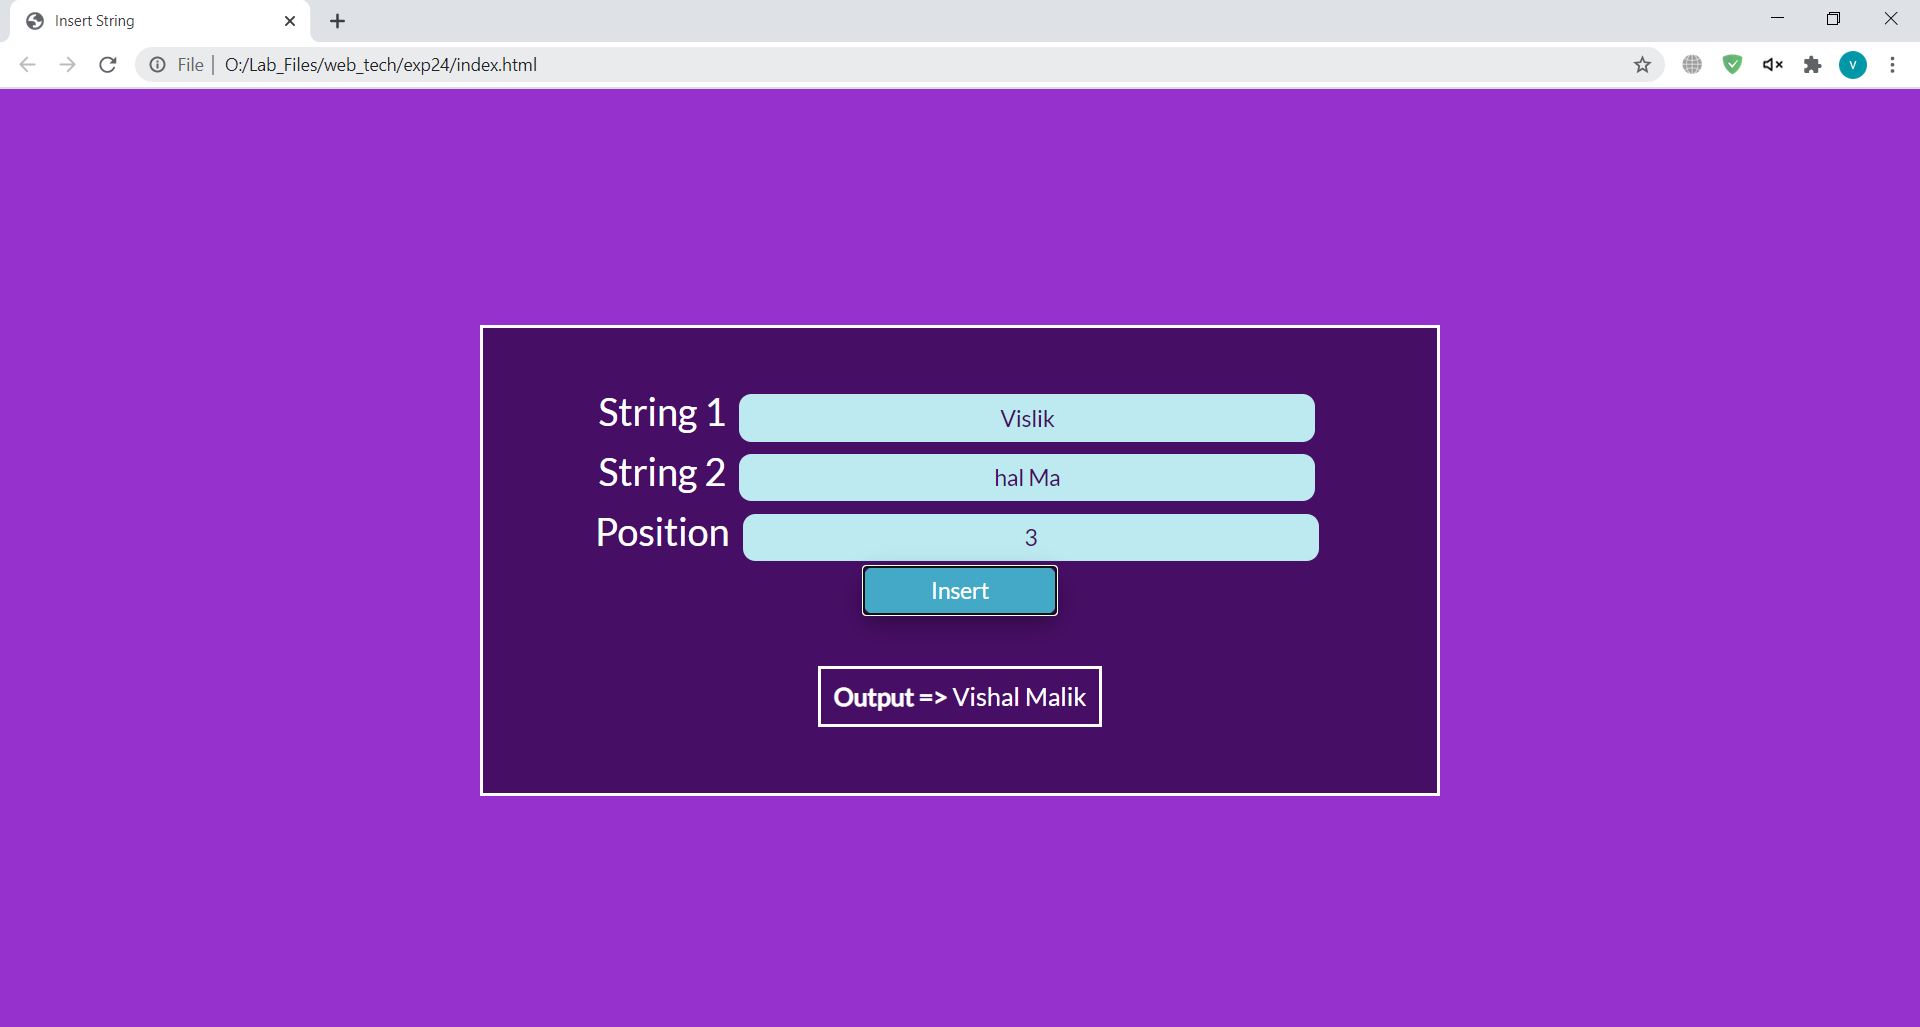 Insert String
File | O:/Lab_Files/web_tech/exp24/index.html
V
String 1 Vislik
String 2 hal Ma
Position 3
Insert
Output => Vishal Malik